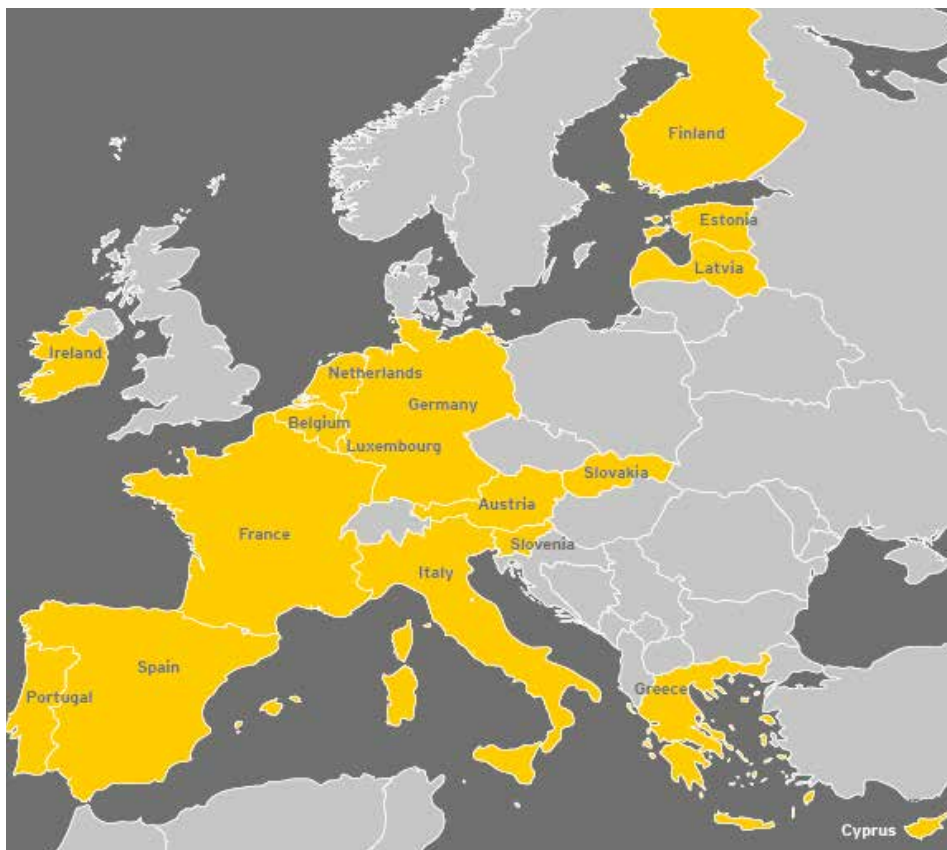 Finland
Estonia
Latvia
Ireland
Netherlands
Germany
Belgium
Luxembourg
Slovakia
Austria
France
Slovenia
Italy
Spain
Portugal
Greece
Cyprus